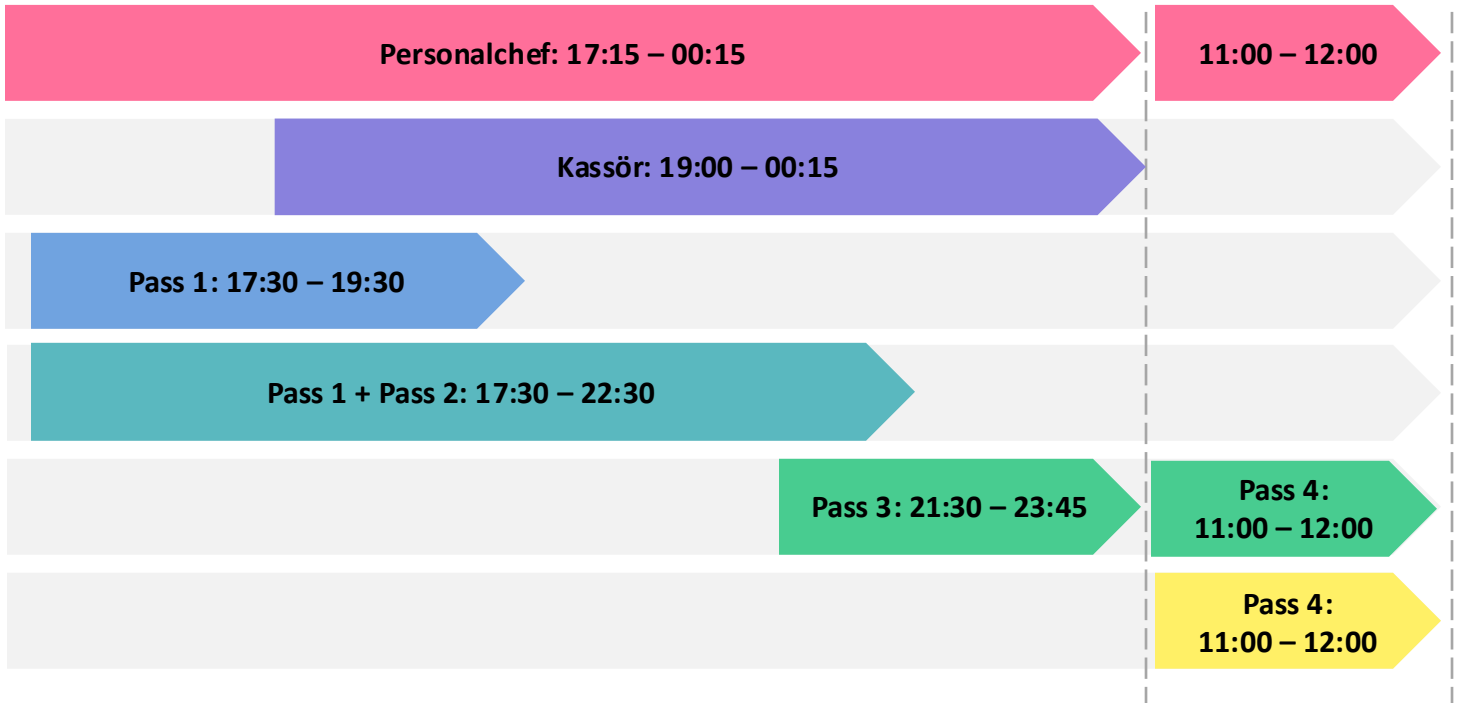 Personalchef: 17:15 – 00:15
11:00 – 12:00
Kassör: 19:00 – 00:15
Pass 1: 17:30 – 19:30
Pass 1 + Pass 2: 17:30 – 22:30
Pass 3: 21:30 – 23:45
Pass 4:
11:00 – 12:00
Pass 4:
11:00 – 12:00